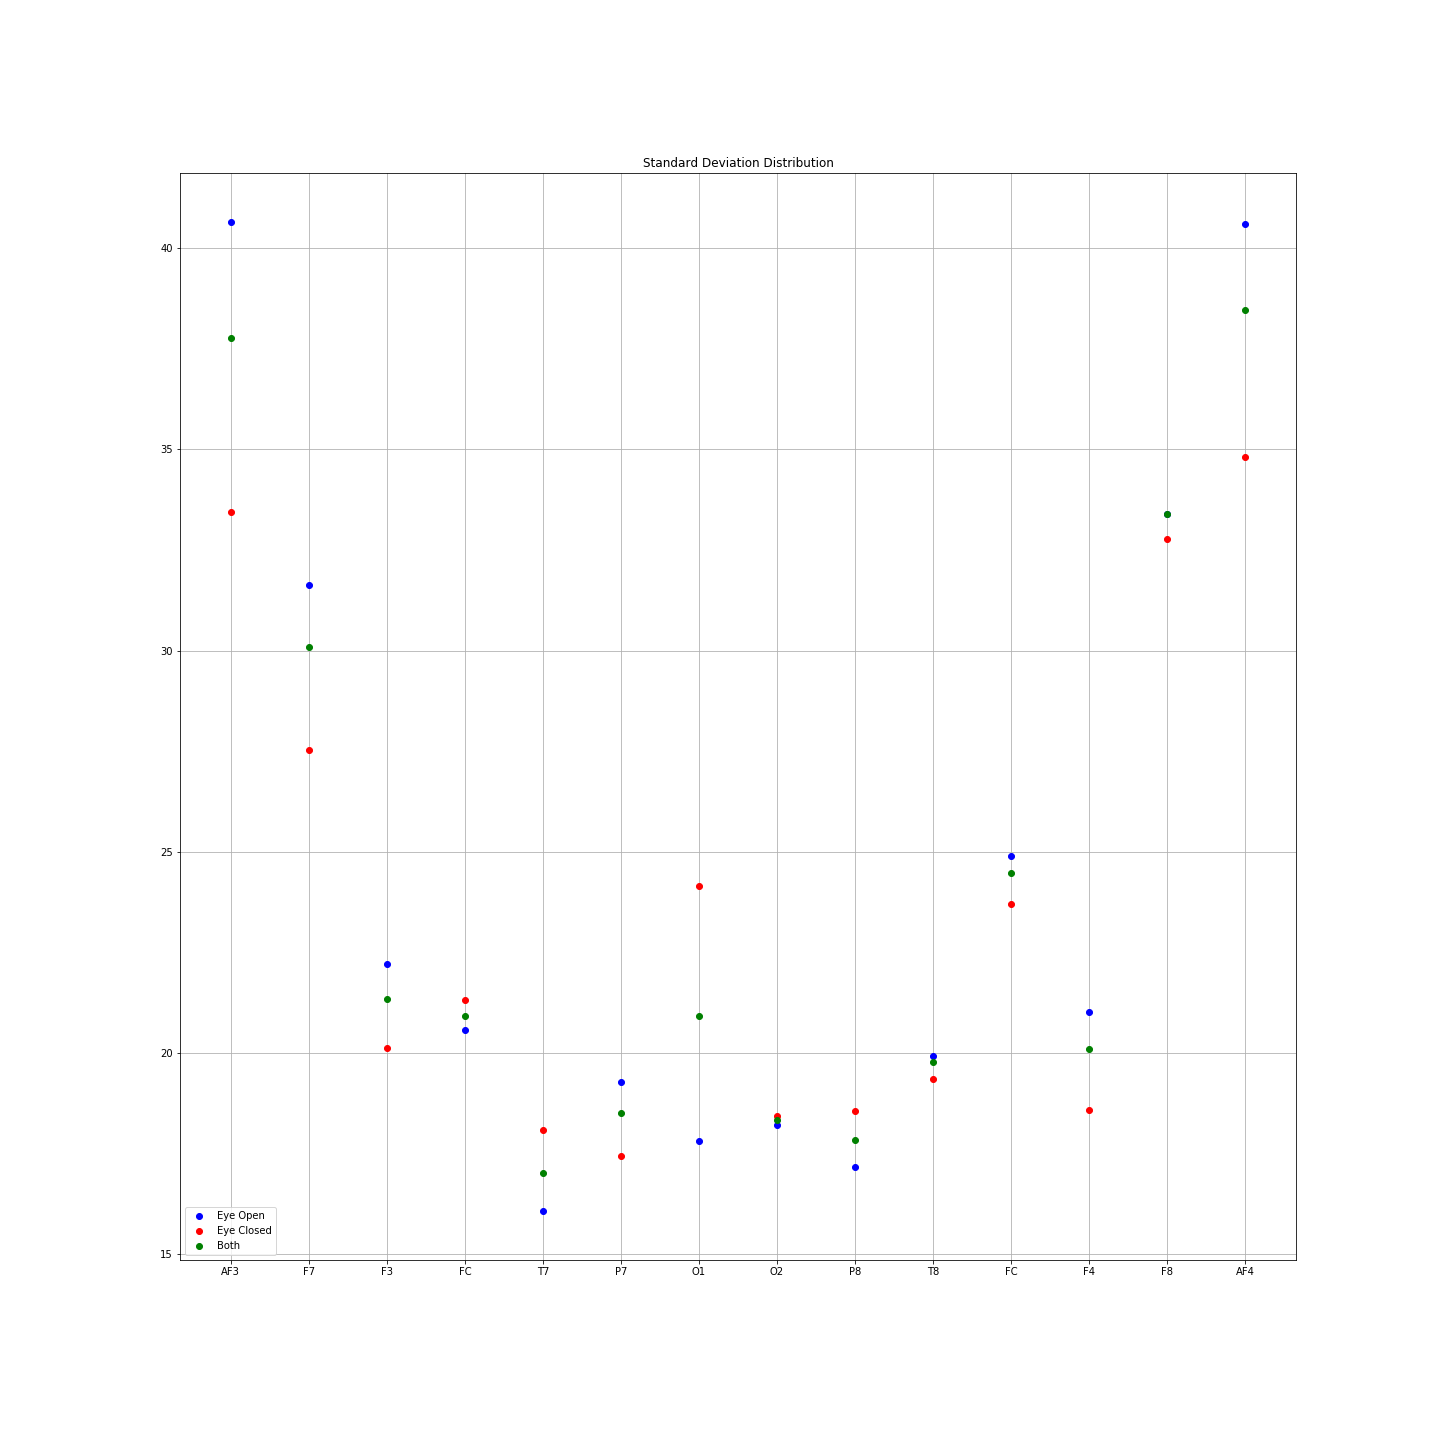 Standard Deviation Distribution
40
35
30
25
20
15
Eye Open
Eye Closed
Both
AF3 F7 F3 FC T7 P7 O1 O2 P8 T8 FC F4 F8 AF4